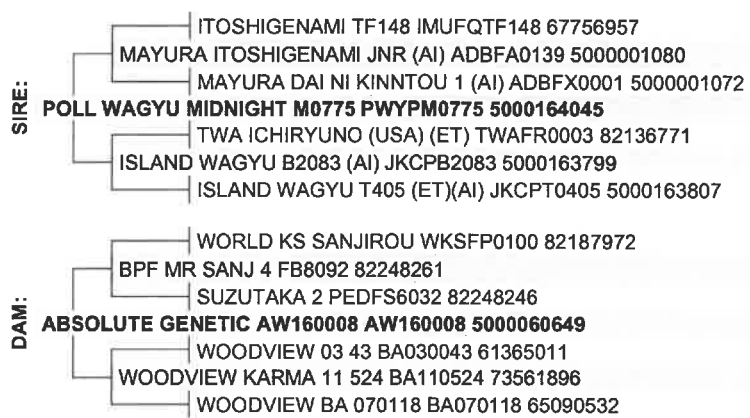 ITOSHIGENAMI TF148 IMUFQTF148 67756957
MAYURA ITOSHIGENAMI JNR (AI) ADBFA0139 5000001080
MAYURA DAI NI KINNTOU 1 (AI) ADBFX0001 5000001072
SIRE:
POLL WAGYU MIDNIGHT M0775 PWYPM0775 5000164045
TWA ICHIRYUNO (USA) (ET) TWAFR0003 82136771
ISLAND WAGYU B2083 (AI) JKCPB2083 5000163799
ISLAND WAGYU T405 (ET)(AI) JKCPT0405 5000163807
WORLD KS SANJIROU WKSFP0100 82187972
BPF MR SANJ 4 FB8092 82248261
SUZUTAKA 2 PEDFS6032 82248246
DAM:
ABSOLUTE GENETIC AW160008 AW160008 5000060649
WOODVIEW 03 43 BA030043 61365011
WOODVIEW KARMA 11 524 BA110524 73561896
WOODVIEW BA 070118 BA070118 65090532